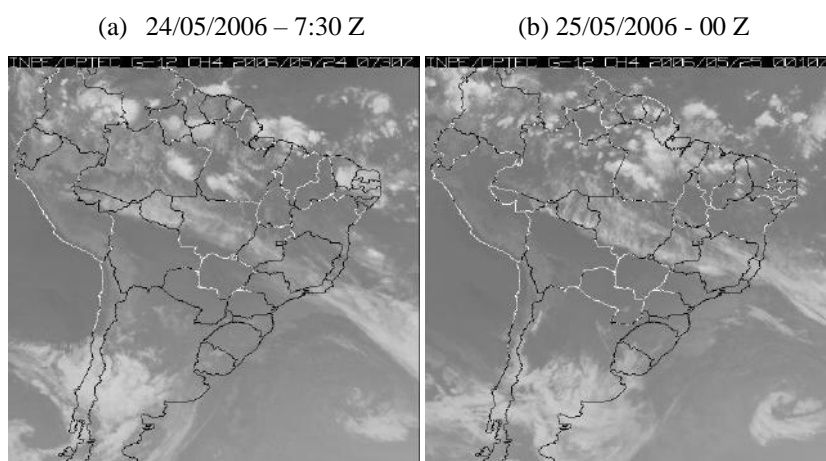 (a) 24/05/2006 – 7:30 Z
(b) 25/05/2006 - 00 Z
INPE/CPTEC G-12 CH4 2006/05/24 0730Z
INPE/CPTEC G-12 CH4 2006/05/25 0010Z